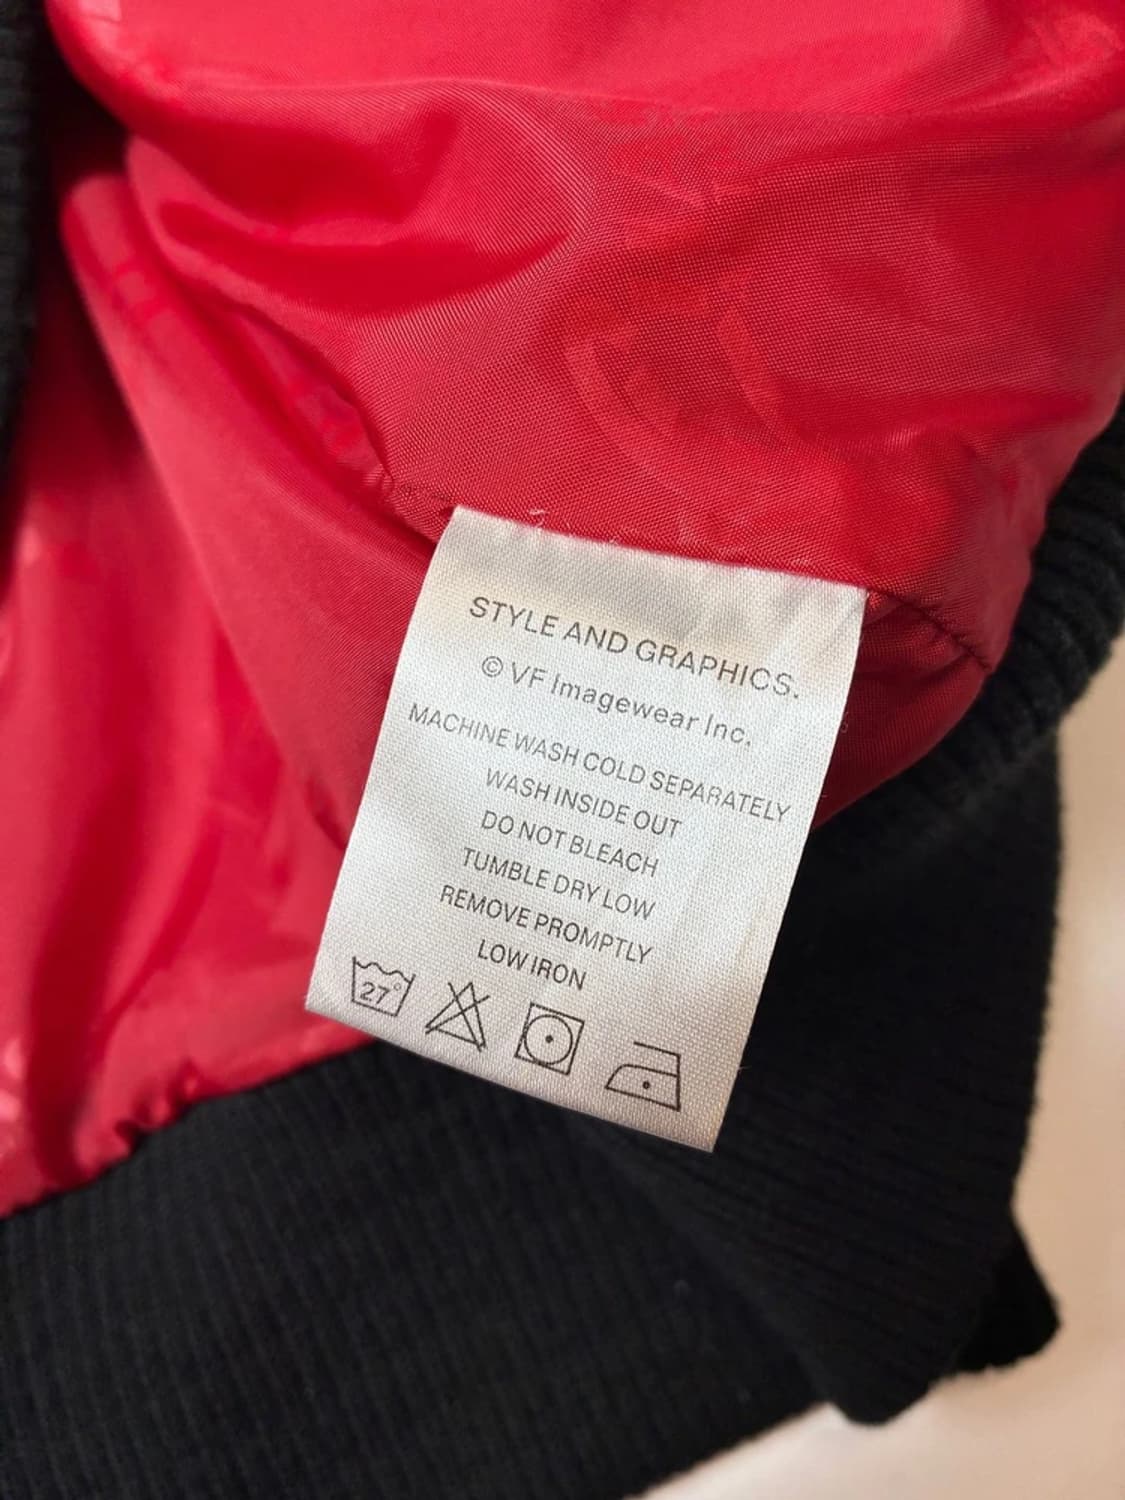 STYLE AND GRAPHICS.
© VF Imagewear Inc.
MACHINE WASH COLD SEPARATELY
WASH INSIDE OUT
DO NOT BLEACH
TUMBLE DRY LOW
REMOVE PROMPTLY
LOW IRON
27°